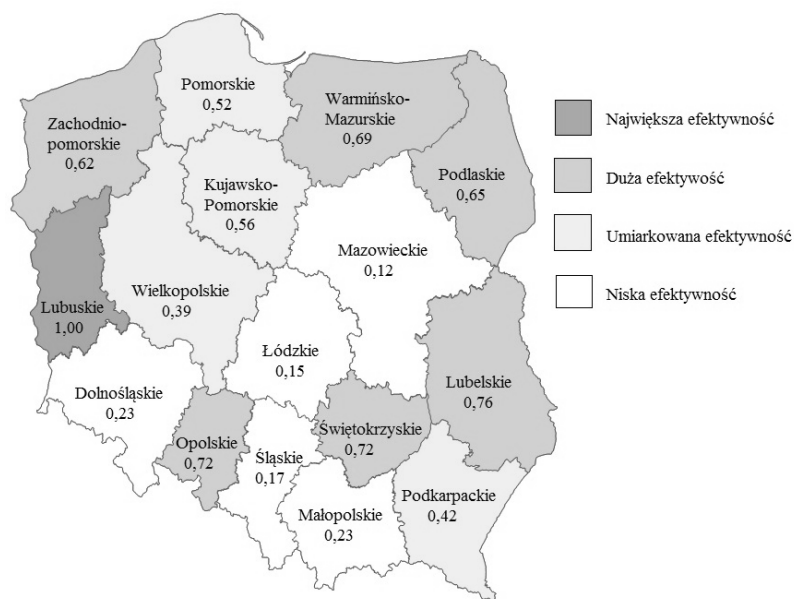 Pomorskie
0,52
Warmińsko-
Mazurskie
0,69
Zachodnio-
pomorskie
0,62
Podlaskie
0,65
Kujawsko-
Pomorskie
0,56
Mazowieckie
0,12
Wielkopolskie
0,39
Lubuskie
1,00
Łódzkie
0,15
Lubelskie
0,76
Dolnośląskie
0,23
Opolskie
0,72
Śląskie
0,17
Świętokrzyskie
0,72
Małopolskie
0,23
Podkarpackie
0,42
Największa efektywność
Duża efektywość
Umiarkowana efektywność
Niska efektywność